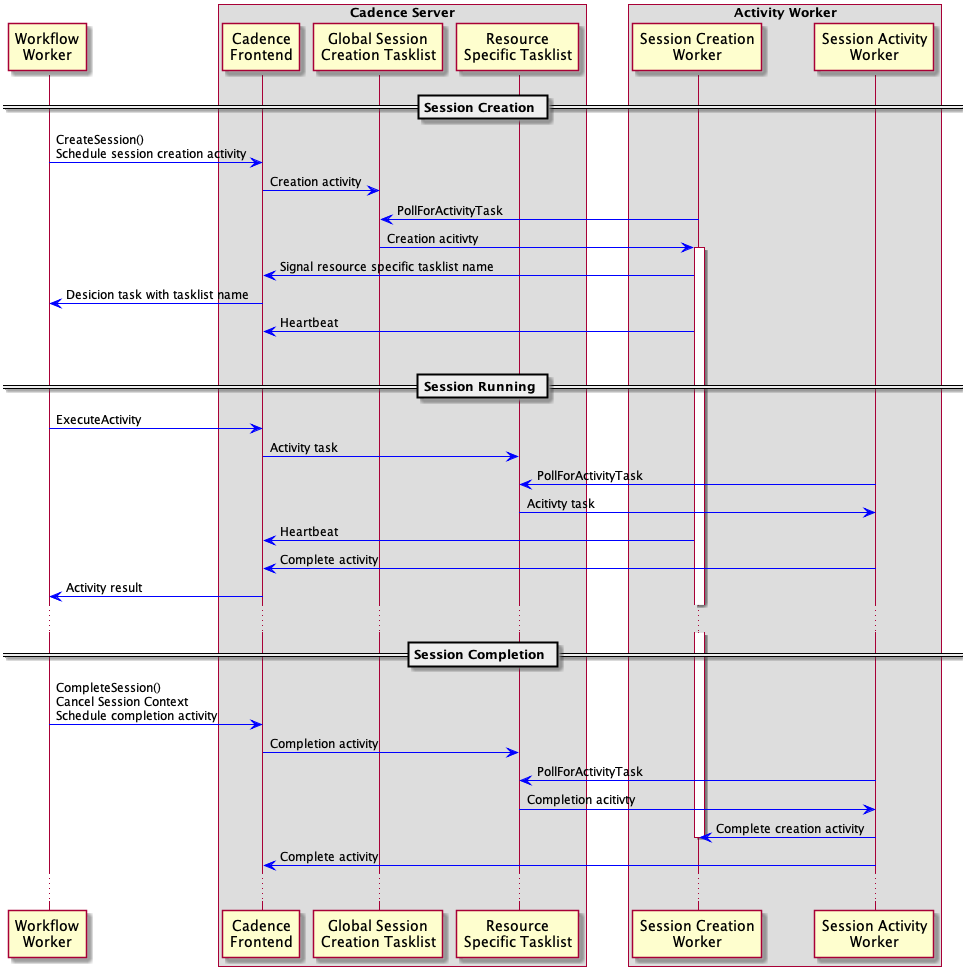 Cadence Server
Activity Worker
Workflow
Worker
Cadence
Frontend
Global Session
Creation Tasklist
Resource
Specific Tasklist
Session Creation
Worker
Session Activity
Worker
Session Creation
CreateSession()
Schedule session creation activity
Creation activity
PollForActivityTask
Creation acitivty
Signal resource specific tasklist name
Desicion task with tasklist name
Heartbeat
Session Running
ExecuteActivity
Activity task
PollForActivityTask
Acitivty task
Heartbeat
Complete activity
Activity result
Session Completion
CompleteSession()
Cancel Session Context
Schedule completion activity
Completion activity
PollForActivityTask
Completion acitivty
Complete creation activity
Complete activity
Workflow
Worker
Cadence
Frontend
Global Session
Creation Tasklist
Resource
Specific Tasklist
Session Creation
Worker
Session Activity
Worker